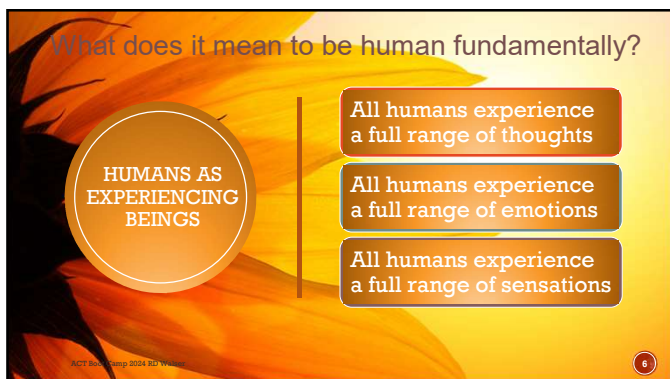 What does it mean to be human fundamentally?
HUMANS AS
EXPERIENCING
BEINGS
All humans experience
a full range of thoughts
All humans experience
a full range of emotions
All humans experience
a full range of sensations
ACT Boot Camp 2024 RD Walser
6